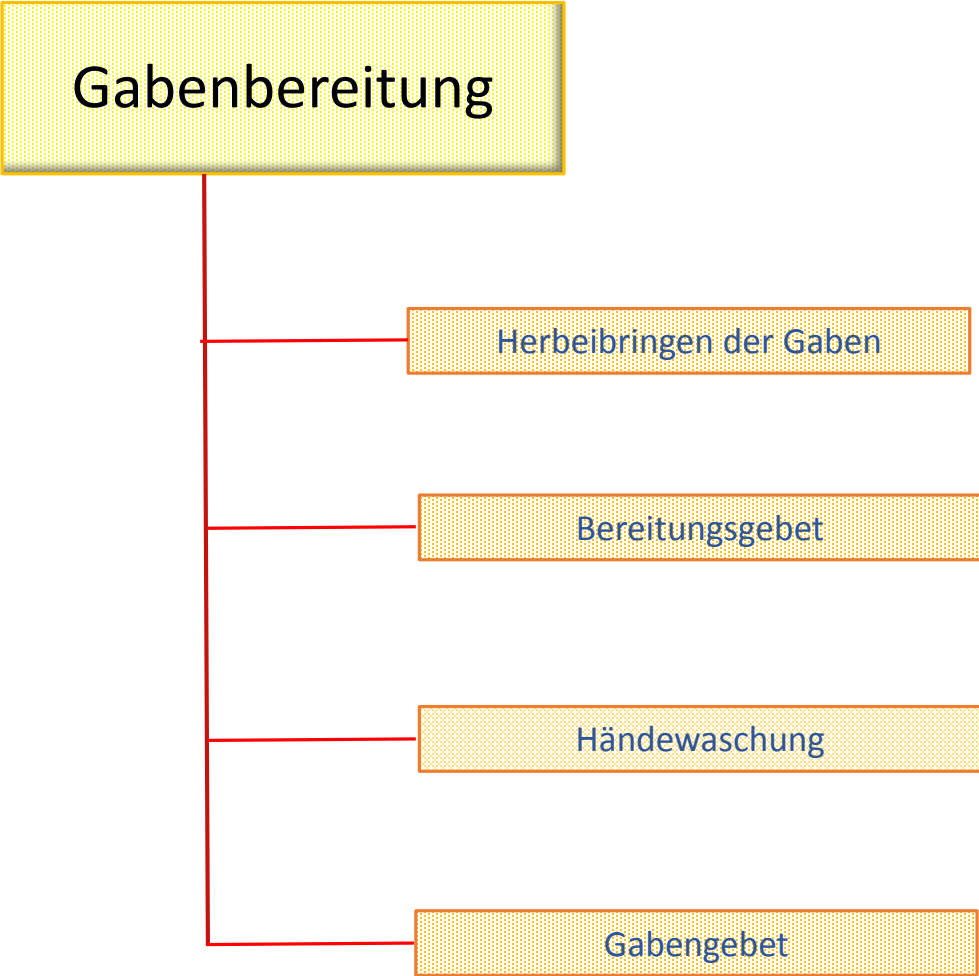 Gabenbereitung
Herbeibringen der Gaben
Bereitungsgebet
Händewaschung
Gabengebet